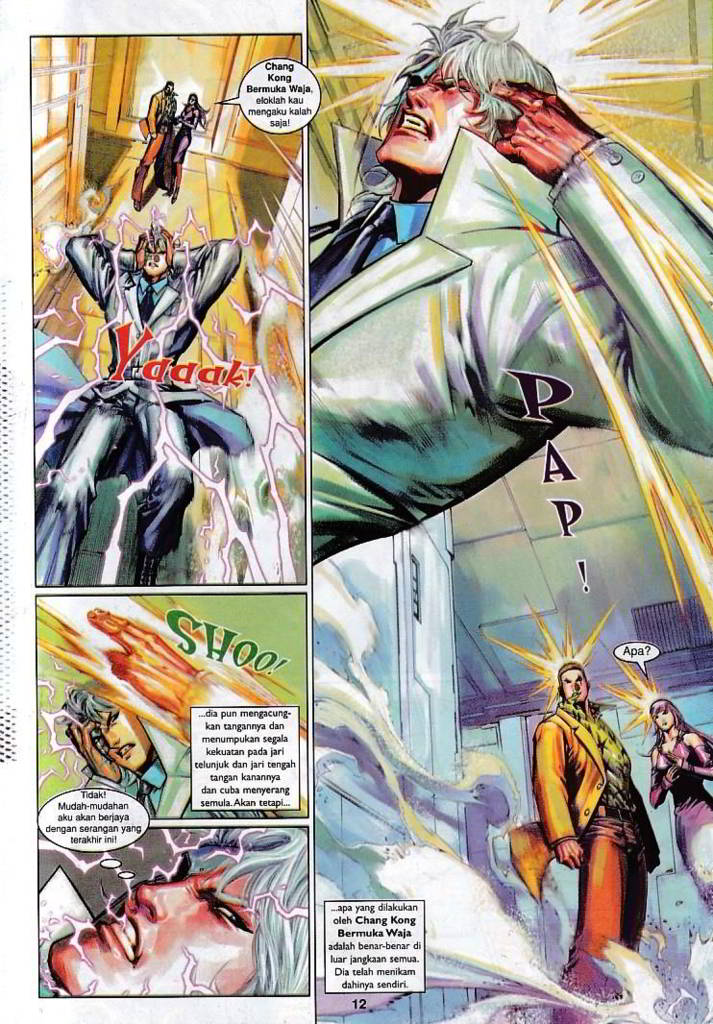 Chang
Kong
Bermuka Waja,
eloklah kau
mengaku kalah
saja!
Yaaak!
SHOO!
...dia pun mengacung-
kan tangannya dan
menumpukan segala
kekuatan pada jari
telunjuk dan jari tengah
tangan kanannya
dan cuba menyerang
semula. Akan tetapi...
Tidak!
Mudah-mudahan
aku akan berjaya
dengan serangan yang
terakhir ini!
PAP!
Apa?
...apa yang dilakukan
oleh Chang Kong
Bermuka Waja
adalah benar-benar di
luar jangkaan semua.
Dia telah menikam
dahinya sendiri.
12